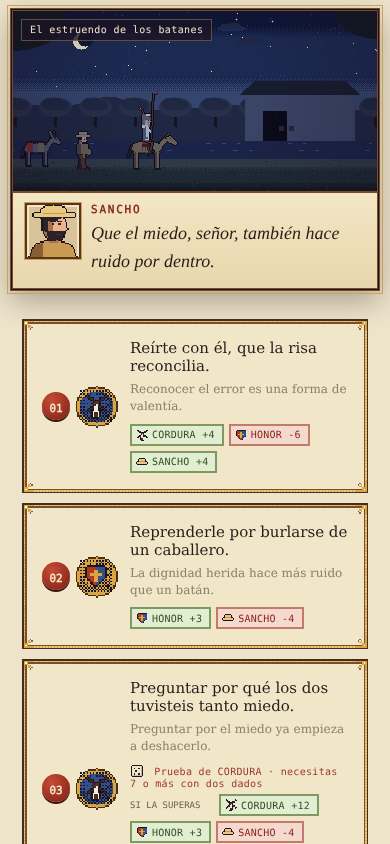 El estruendo de los batanes
SANCHO
Que el miedo, señor, también hace
ruido por dentro.
01
Reírte con él, que la risa
reconcilia.
Reconocer el error es una forma de
valentía.
CORDURA +4
HONOR -6
SANCHO +4
02
Reprenderle por burlarse de
un caballero.
La dignidad herida hace más ruido
que un batán.
HONOR +3
SANCHO -4
03
Preguntar por qué los dos
tuvisteis tanto miedo.
Preguntar por el miedo ya empieza
a deshacerlo.
Prueba de CORDURA · necesitas
7 o más con dos dados
SI LA SUPERAS
CORDURA +12
HONOR +3
SANCHO -4